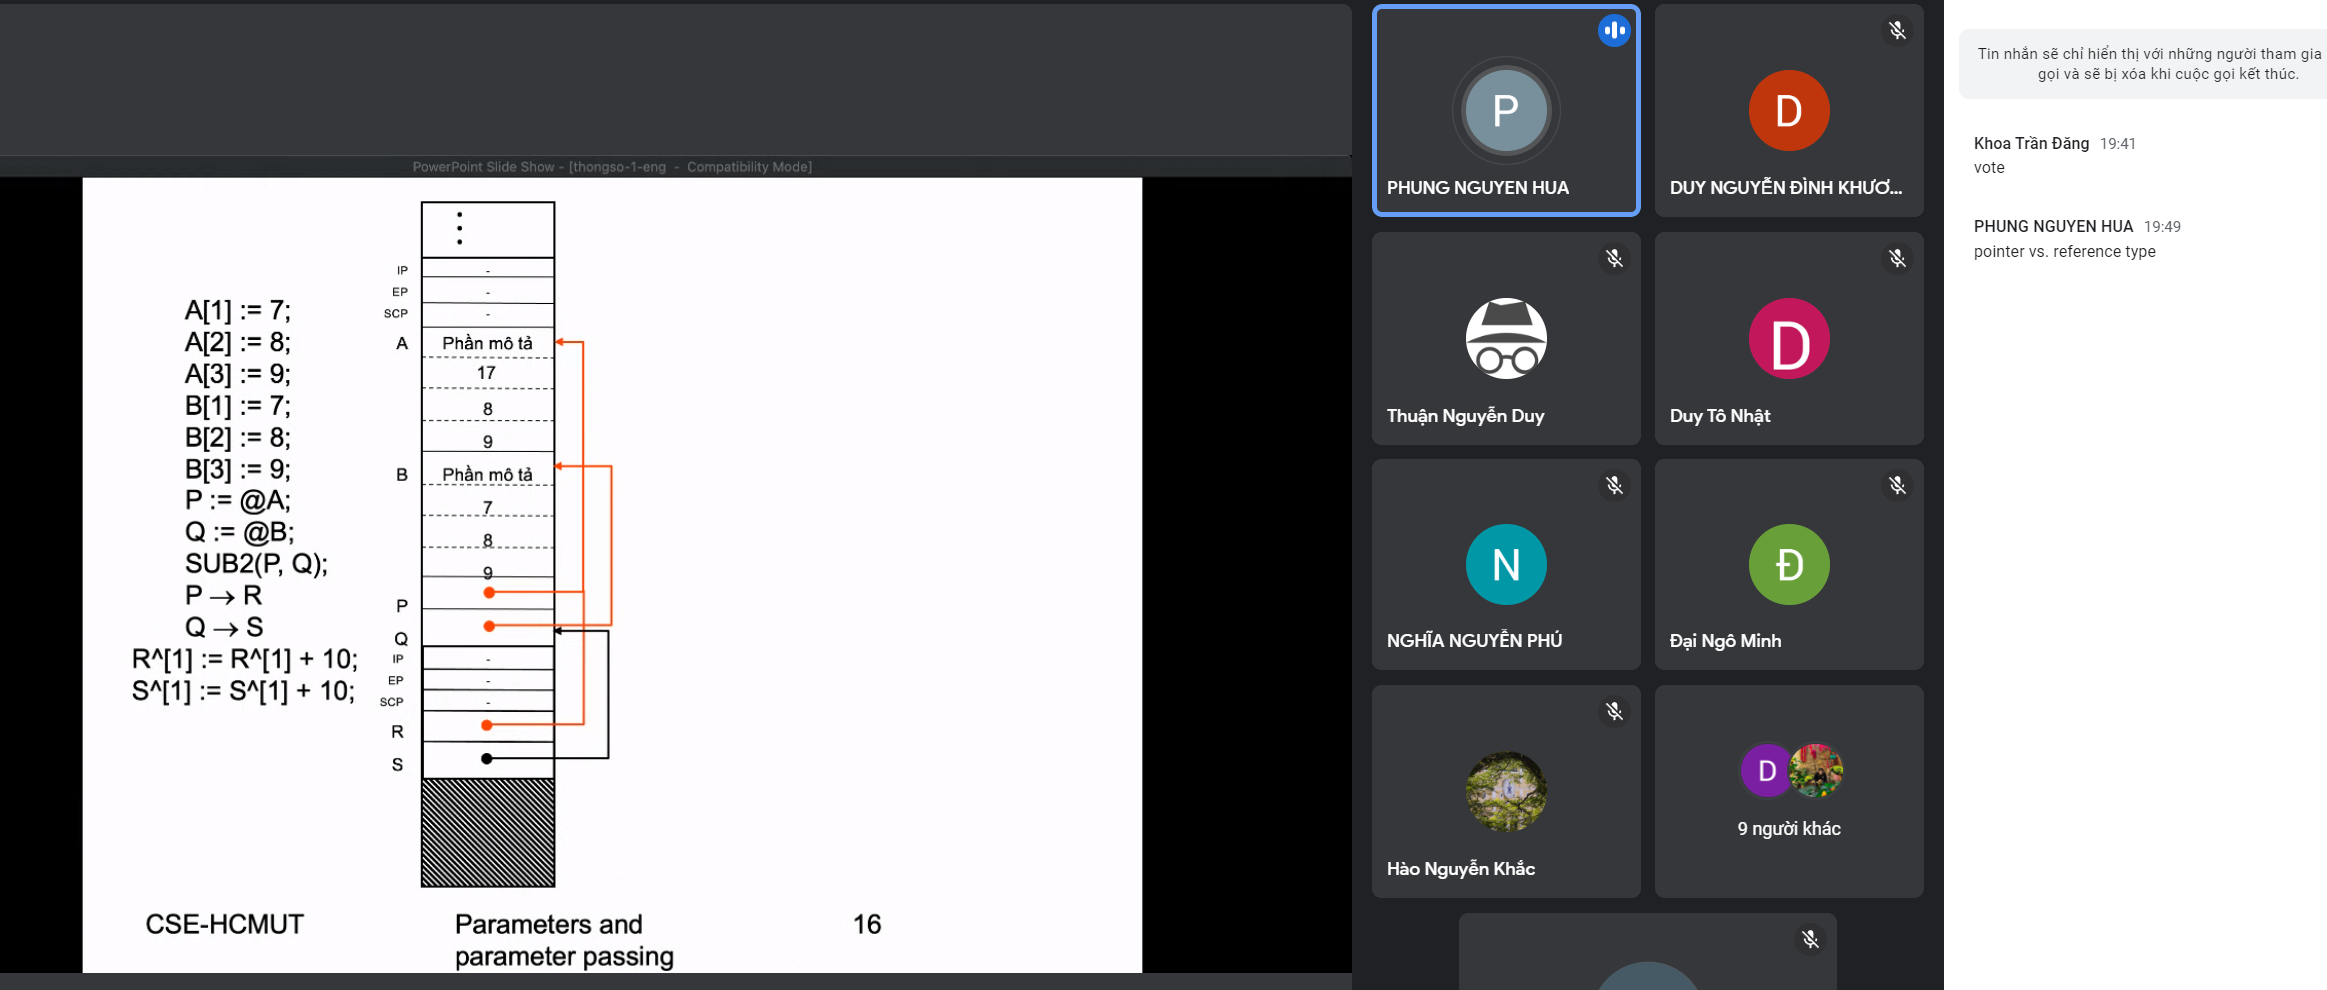 PowerPoint Slide Show - [thongso-1-eng - Compatibility Mode]
A[1] := 7;
A[2] := 8;
A[3] := 9;
B[1] := 7;
B[2] := 8;
B[3] := 9;
P := @A;
Q := @B;
SUB2(P, Q);
P → R
Q → S
R^[1] := R^[1] + 10;
S^[1] := S^[1] + 10;
IP -
EP -
SCP -
A Phần mô tả
17
8
9
B Phần mô tả
7
8
9
P
Q
IP -
EP -
SCP -
R
S
CSE-HCMUT
Parameters and
parameter passing
16
P
PHUNG NGUYEN HUA
D
DUY NGUYỄN ĐÌNH KHƯƠ...
Thuận Nguyễn Duy
D
Duy Tô Nhật
N
NGHĨA NGUYỄN PHÚ
Đ
Đại Ngô Minh
Hào Nguyễn Khắc
D
9 người khác
Tin nhắn sẽ chỉ hiển thị với những người tham gia
gọi và sẽ bị xóa khi cuộc gọi kết thúc.
Khoa Trần Đăng 19:41
vote
PHUNG NGUYEN HUA 19:49
pointer vs. reference type